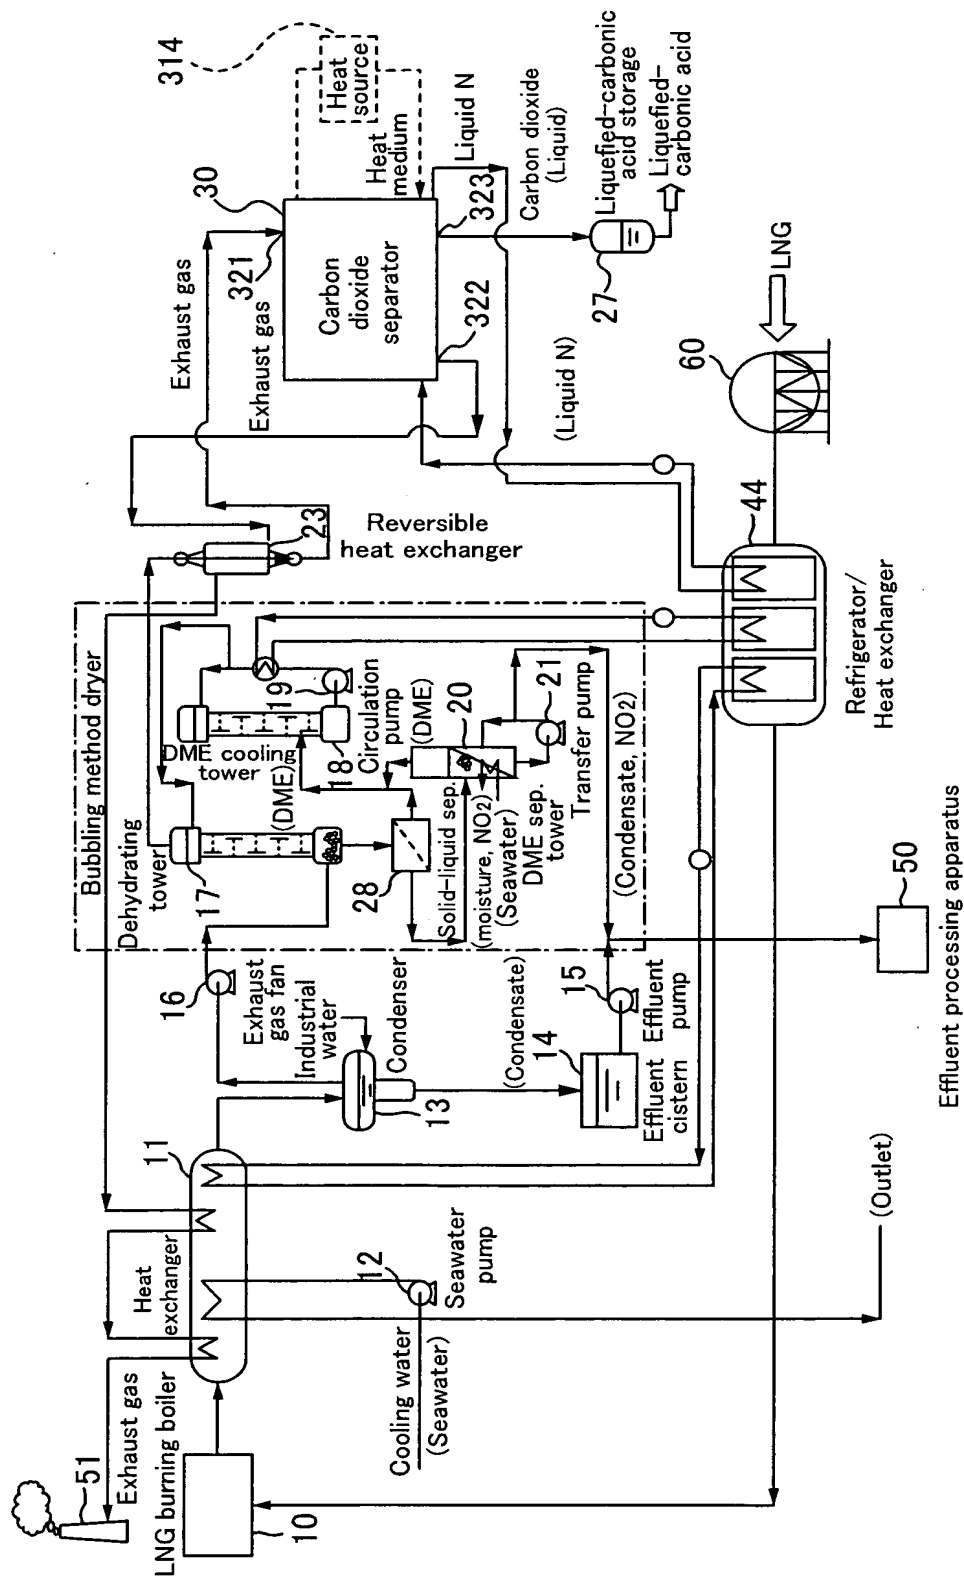 51
Exhaust gas
LNG burning boiler
10
11
Heat
exchanger
Cooling water
(Seawater)
12
Seawater
pump
(Outlet)
16
Exhaust
gas fan
Industrial
water
Condenser
13
(Condensate)
14
Effluent
cistern
15
Effluent
pump
50
Effluent processing apparatus
Bubbling method dryer
Dehydrating
tower
17
DME cooling
tower
(DME)
18
19
Circulation
pump
(DME)
28
Solid-liquid sep.
(moisture, NO2)
(Seawater)
DME sep.
tower
20
21
Transfer pump
(Condensate, NO2)
23
Reversible
heat exchanger
Exhaust gas
Exhaust gas
321
30
Carbon
dioxide
separator
322
323
314
Heat
source
Heat
medium
Liquid N
(Liquid N)
Carbon dioxide
(Liquid)
27
Liquefied-carbonic
acid storage
Liquefied-
carbonic acid
LNG
60
44
Refrigerator/
Heat exchanger